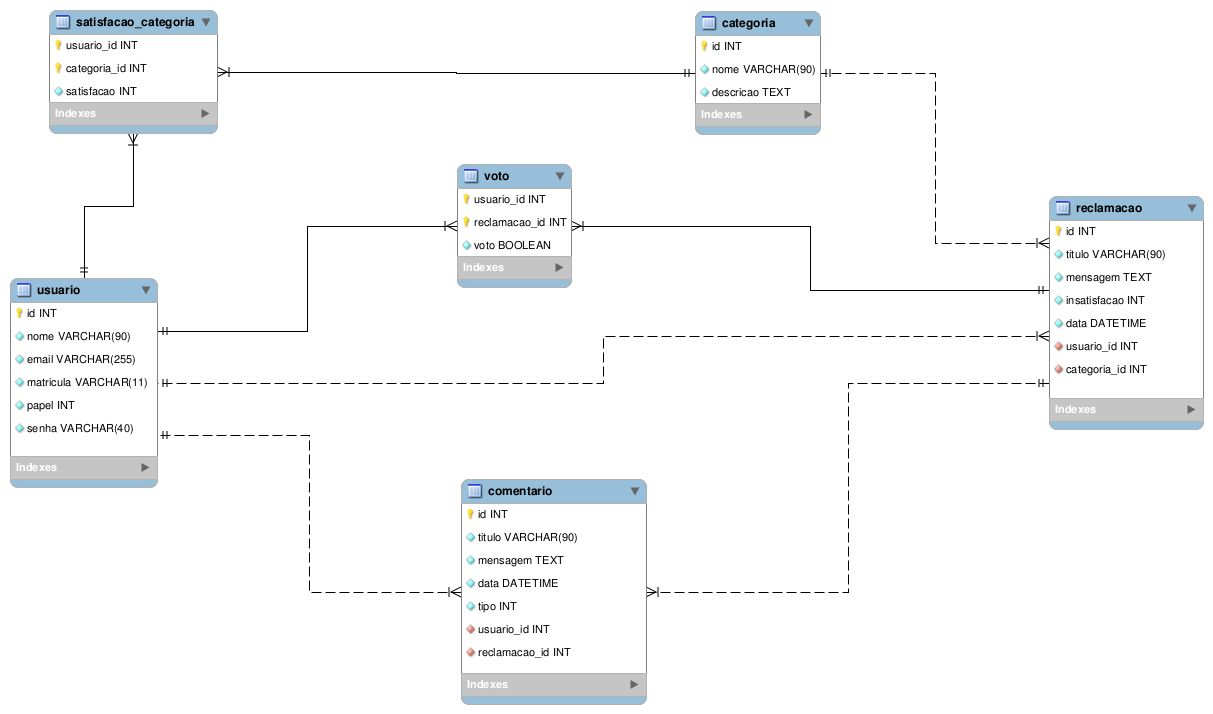 satisfacao_categoria
usuario_id INT
categoria_id INT
satisfacao INT
Indexes
categoria
id INT
nome VARCHAR(90)
descricao TEXT
Indexes
voto
usuario_id INT
reclamacao_id INT
voto BOOLEAN
Indexes
reclamacao
id INT
titulo VARCHAR(90)
mensagem TEXT
insatisfacao INT
data DATETIME
usuario_id INT
categoria_id INT
Indexes
usuario
id INT
nome VARCHAR(90)
email VARCHAR(255)
matricula VARCHAR(11)
papel INT
senha VARCHAR(40)
Indexes
comentario
id INT
titulo VARCHAR(90)
mensagem TEXT
data DATETIME
tipo INT
usuario_id INT
reclamacao_id INT
Indexes